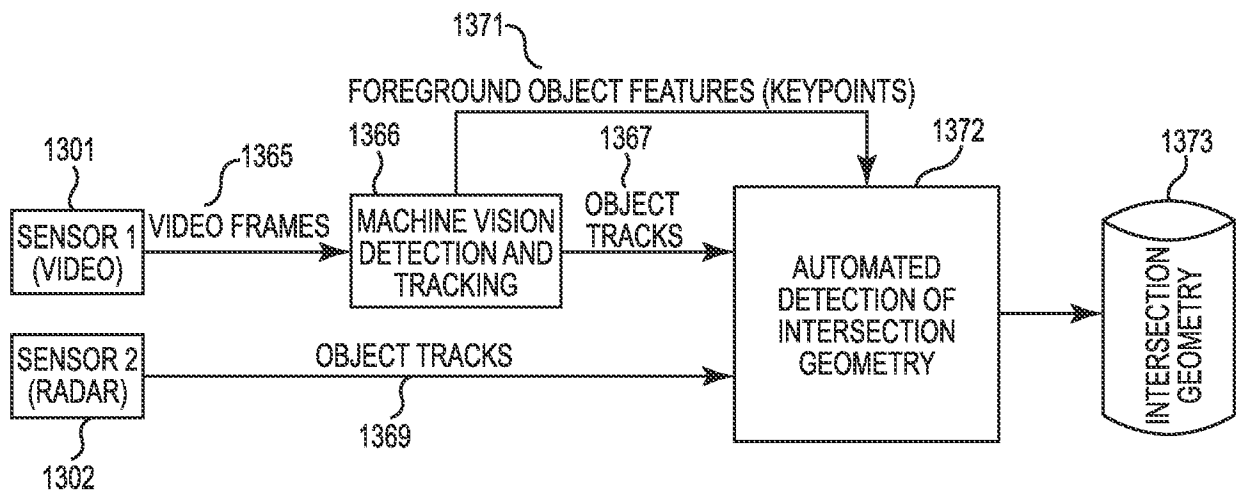 1371
FOREGROUND OBJECT FEATURES (KEYPOINTS)
1301
1365
1366
1367
1372
1373
SENSOR 1
(VIDEO)
VIDEO FRAMES
MACHINE VISION
DETECTION AND
TRACKING
OBJECT
TRACKS
AUTOMATED
DETECTION OF
INTERSECTION
GEOMETRY
INTERSECTION
GEOMETRY
SENSOR 2
(RADAR)
OBJECT TRACKS
1369
1302